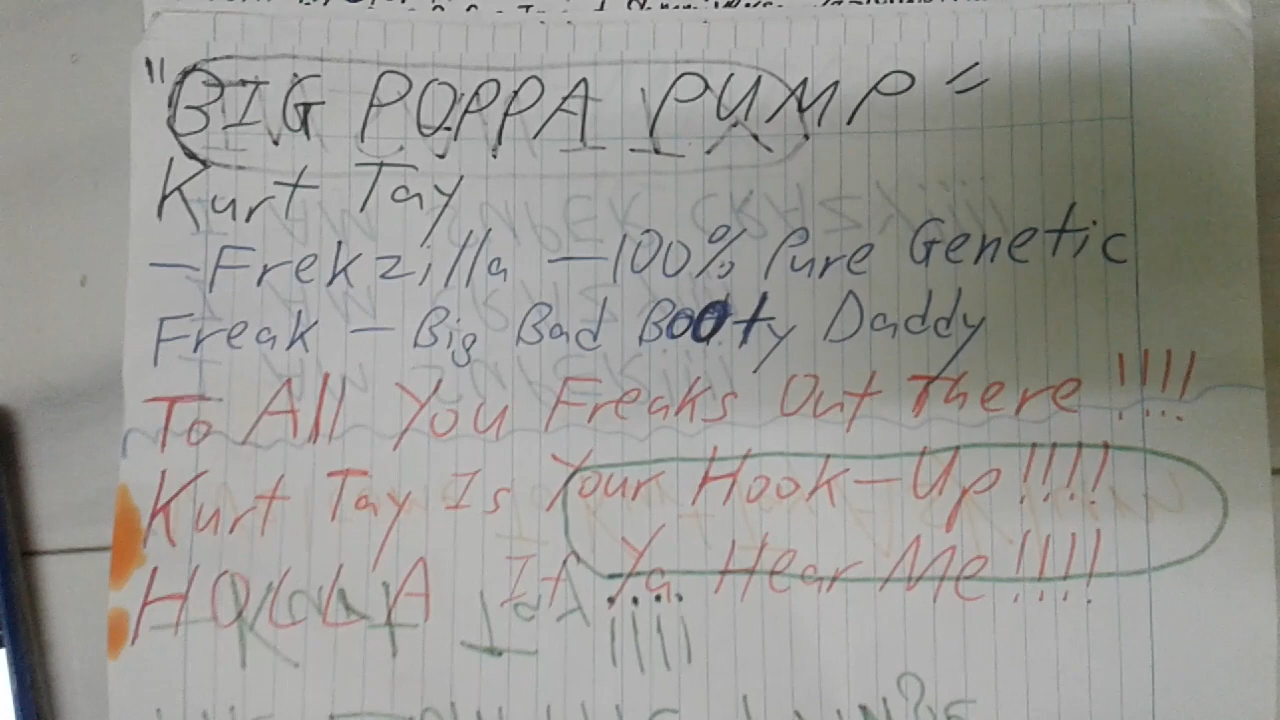 "BIG POPPA PUMP"
Kurt Tay
-Frekzilla -100% Pure Genetic
Freak - Big Bad Booty Daddy
To All You Freaks Out There !!!!
Kurt Tay Is Your Hook-Up!!!!
HOLLA If Ya Hear Me!!!!